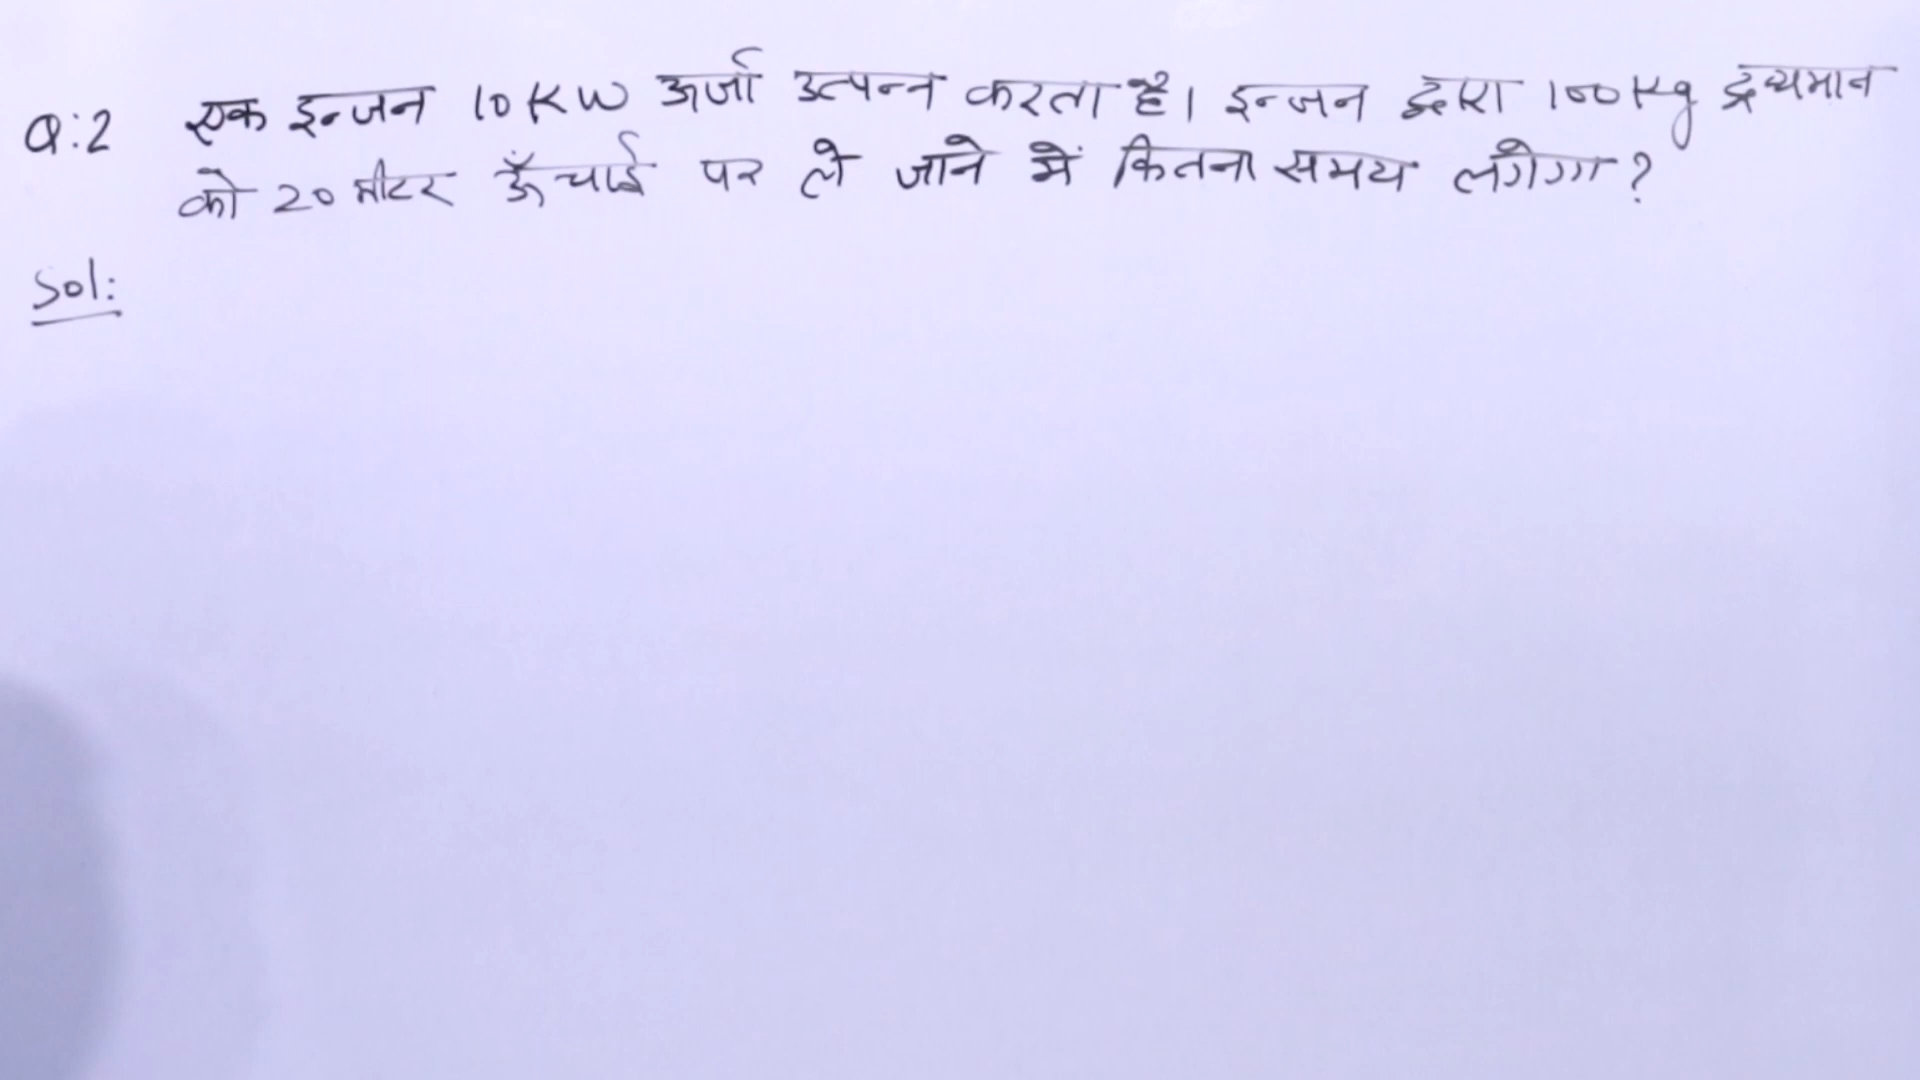 Q:2 एक इन्जन 10 KW ऊर्जा उत्पन्न करता है। इन्जन द्वारा 100 Kg द्रव्यमान
को 20 मीटर ऊँचाई पर ले जाने में कितना समय लगेगा?
Sol: